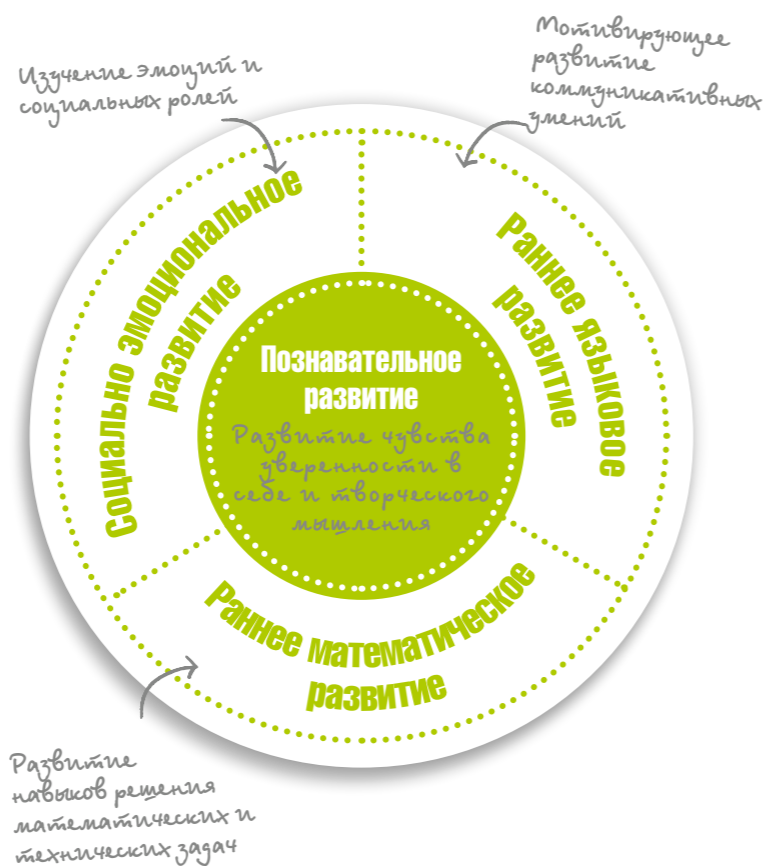 Изучение эмоций и
социальных ролей
Мотивирующее
развитие
коммуникативных
умений
Социально эмоциональное
развитие
Раннее языковое
развитие
Познавательное
развитие
Развитие чувства
уверенности в
себе и творческого
мышления
Раннее математическое
развитие
Развитие
навыков решения
математических и
технических задач